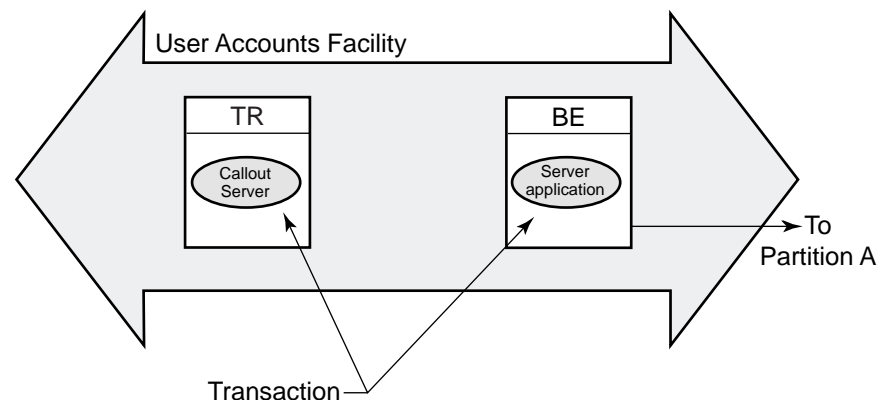 User Accounts Facility
TR
BE
Callout
Server
Server
application
To
Partition A
Transaction